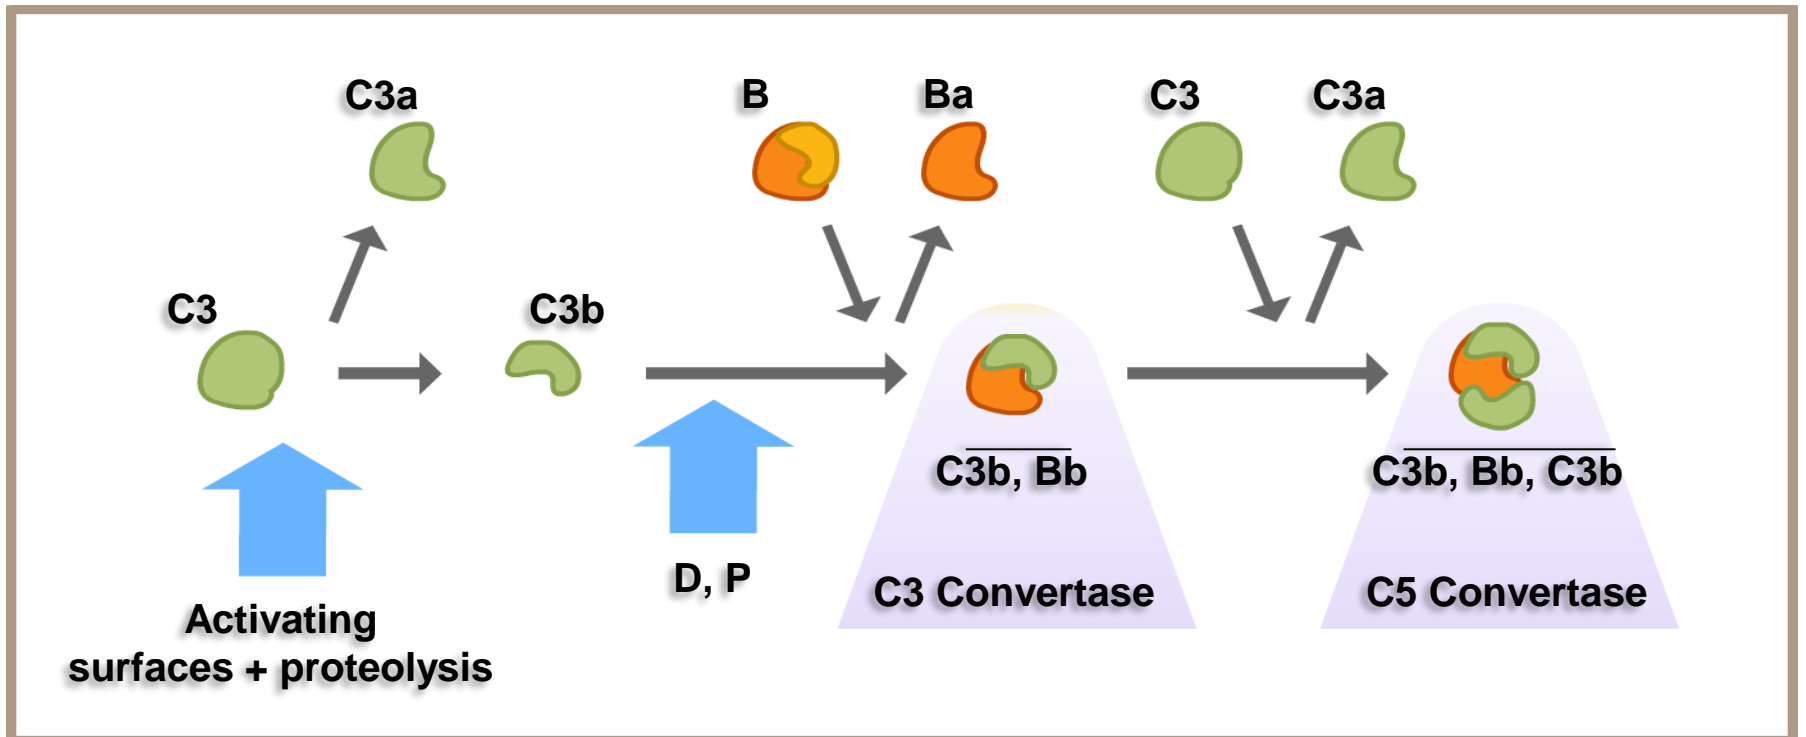 C3a
B
Ba
C3
C3a
C3
C3b
C3b, Bb
C3b, Bb, C3b
D, P
C3 Convertase
C5 Convertase
Activating
surfaces + proteolysis